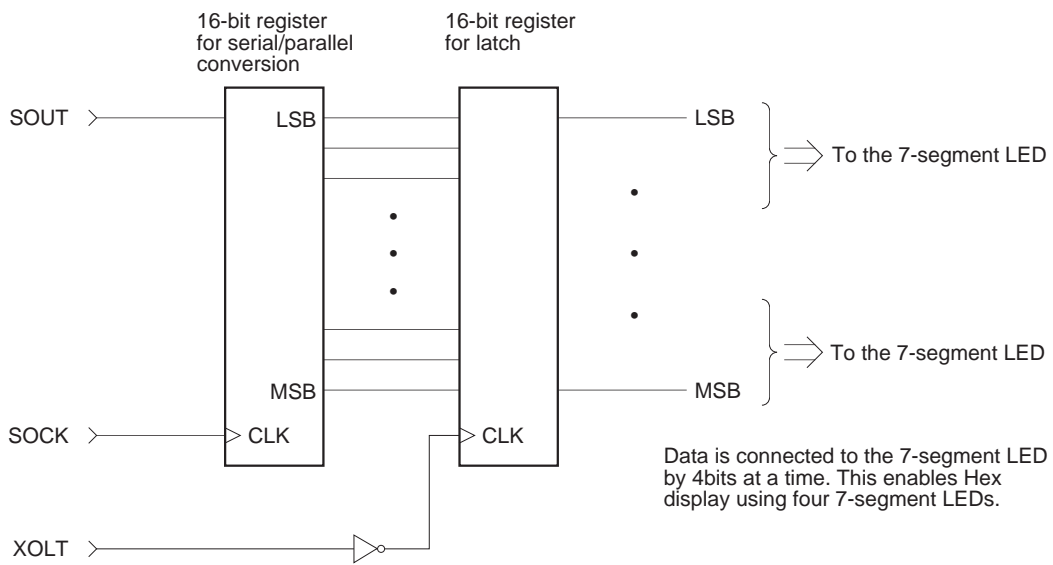 16-bit register
for serial/parallel
conversion
16-bit register
for latch
SOUT
LSB
LSB
To the 7-segment LED
To the 7-segment LED
MSB
MSB
SOCK
CLK
CLK
Data is connected to the 7-segment LED
by 4bits at a time. This enables Hex
display using four 7-segment LEDs.
XOLT